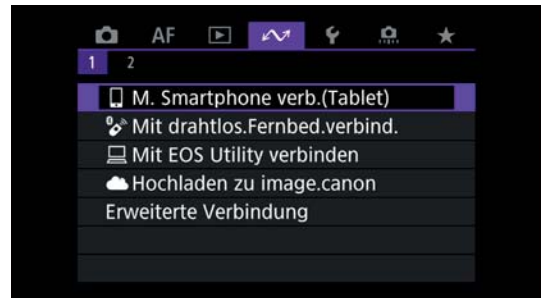 AF
1 2
M. Smartphone verb.(Tablet)
Mit drahtlos.Fernbed.verbind.
Mit EOS Utility verbinden
Hochladen zu image.canon
Erweiterte Verbindung